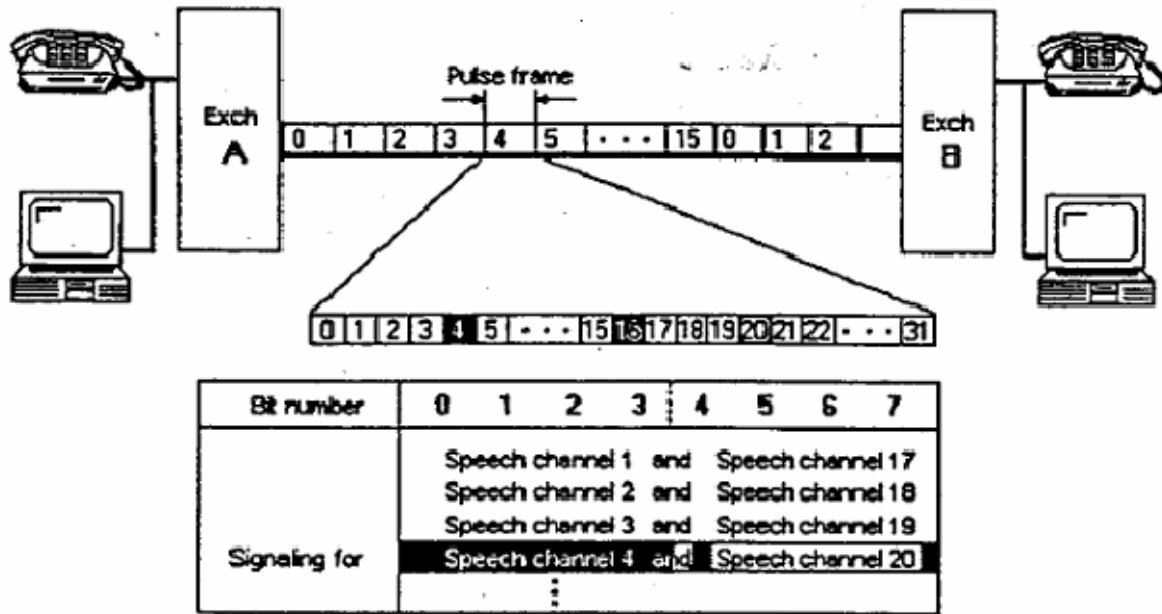 Pulse frame
Exch A
0 1 2 3 4 5 · · · 15 0 1 2
Exch B
0 1 2 3 4 5 · · · 15 16 17 18 19 20 21 22 · · · 31
Bit number 0 1 2 3 4 5 6 7
Speech channel 1 and Speech channel 17
Speech channel 2 and Speech channel 18
Speech channel 3 and Speech channel 19
Signaling for Speech channel 4 and Speech channel 20